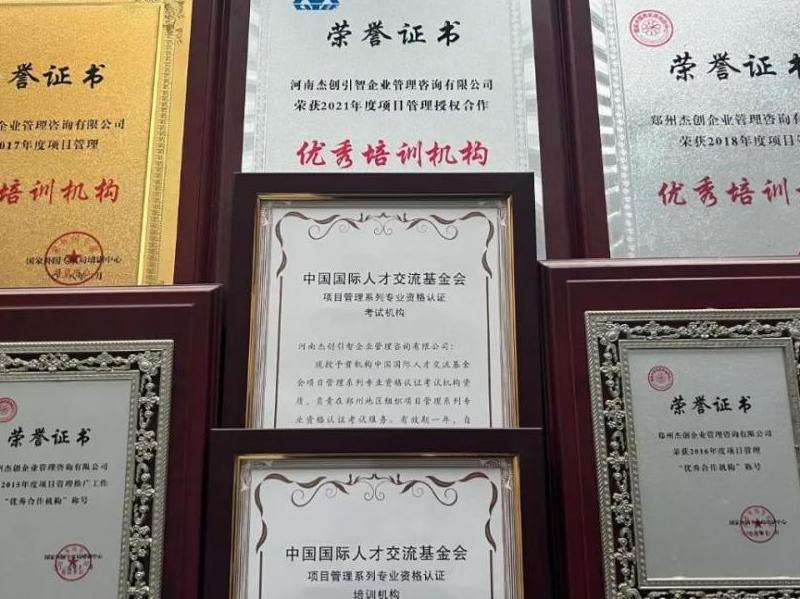 荣誉证书
企业管理咨询有限公司
2017年度项目管理
培训机构
荣誉证书
河南杰创引智企业管理咨询有限公司
荣获2021年度项目管理授权合作
优秀培训机构
荣誉证书
郑州杰创企业管理咨询有
荣获2018年度项目管
优秀培训
中国国际人才交流基金会
项目管理系列专业资格认证
考试机构
河南杰创引智企业管理咨询有限公司：
现授予贵机构中国国际人才交流基金
会项目管理系列专业资格认证考试机构资
质，负责在郑州地区组织项目管理系列专
业资格认证考试服务。有效期一年，自
荣誉证书
州杰创企业管理咨询有限公司
2015年度项目管理推广工作
“优秀合作机构”称号
中国国际人才交流基金会
项目管理系列专业资格认证
培训机构
荣誉证书
郑州杰创企业管理咨询有限公司
荣获2016年度项目管理
“优秀合作机构”称号